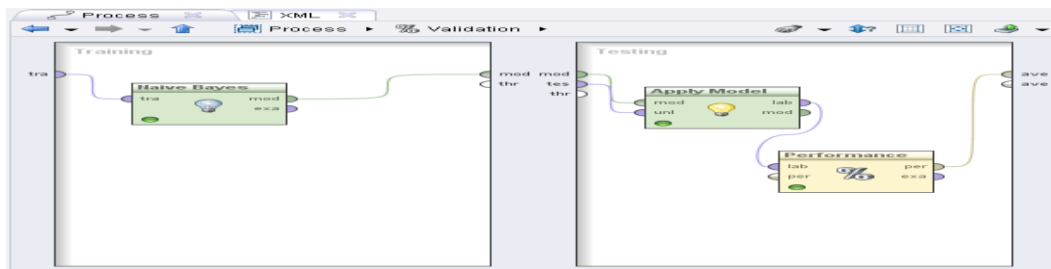 Process XML
Process Validation
Training
Testing
tra
Naive Bayes
tra mod
exa
mod
thr
mod
tes
thr
Apply Model
mod lab
unl mod
Performance
lab per
per % exa
ave
ave